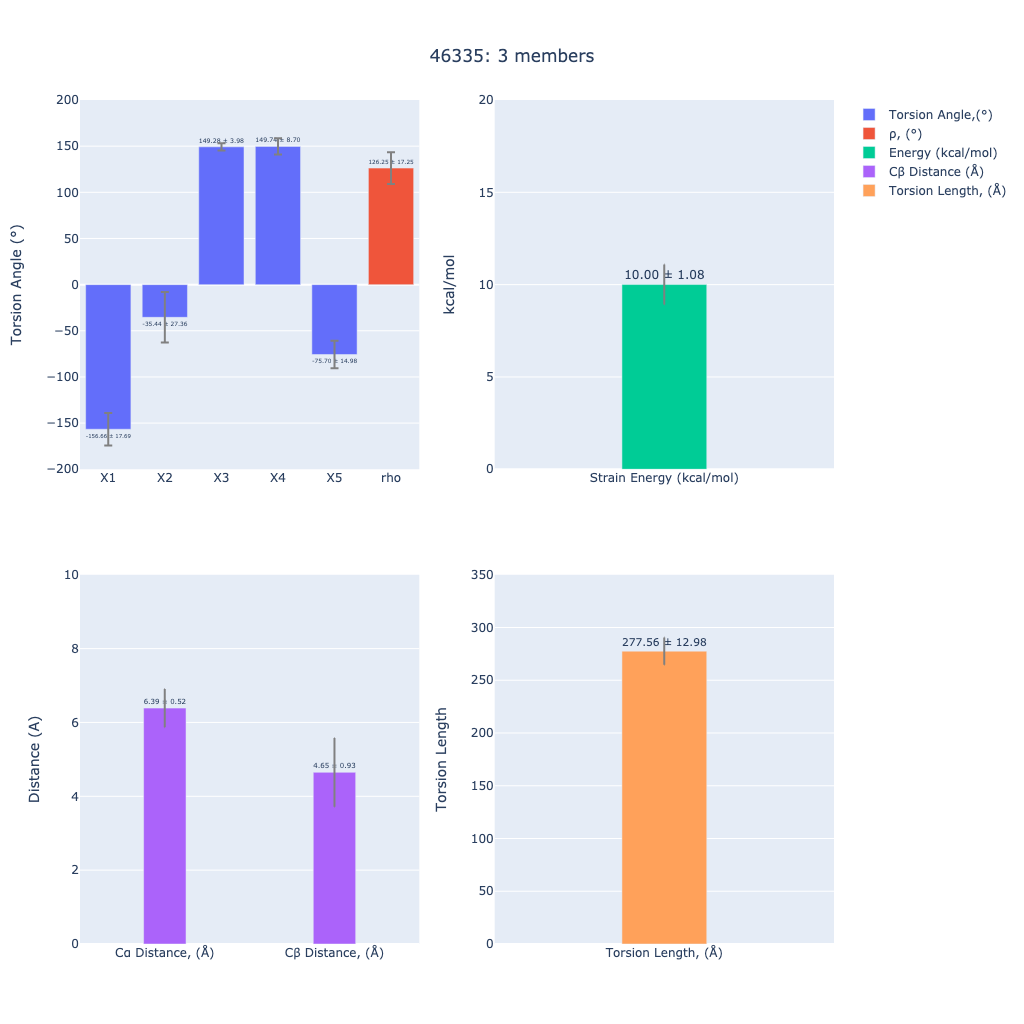 46335: 3 members
Torsion Angle (°)
200
150
100
50
0
−50
−100
−150
−200
-156.66 ± 17.69
-35.44 ± 27.36
149.28 ± 3.98
-75.70 ± 14.98
126.25 ± 17.25
X1 X2 X3 X4 X5 rho
kcal/mol
20
15
10
5
0
10.00 ± 1.08
Strain Energy (kcal/mol)
Torsion Angle,(°)
ρ, (°)
Energy (kcal/mol)
Cβ Distance (Å)
Torsion Length, (Å)
Distance (A)
10
8
6
4
2
0
6.39 ± 0.52
4.65 ± 0.93
Cα Distance, (Å) Cβ Distance, (Å)
Torsion Length
350
300
250
200
150
100
50
0
277.56 ± 12.98
Torsion Length, (Å)